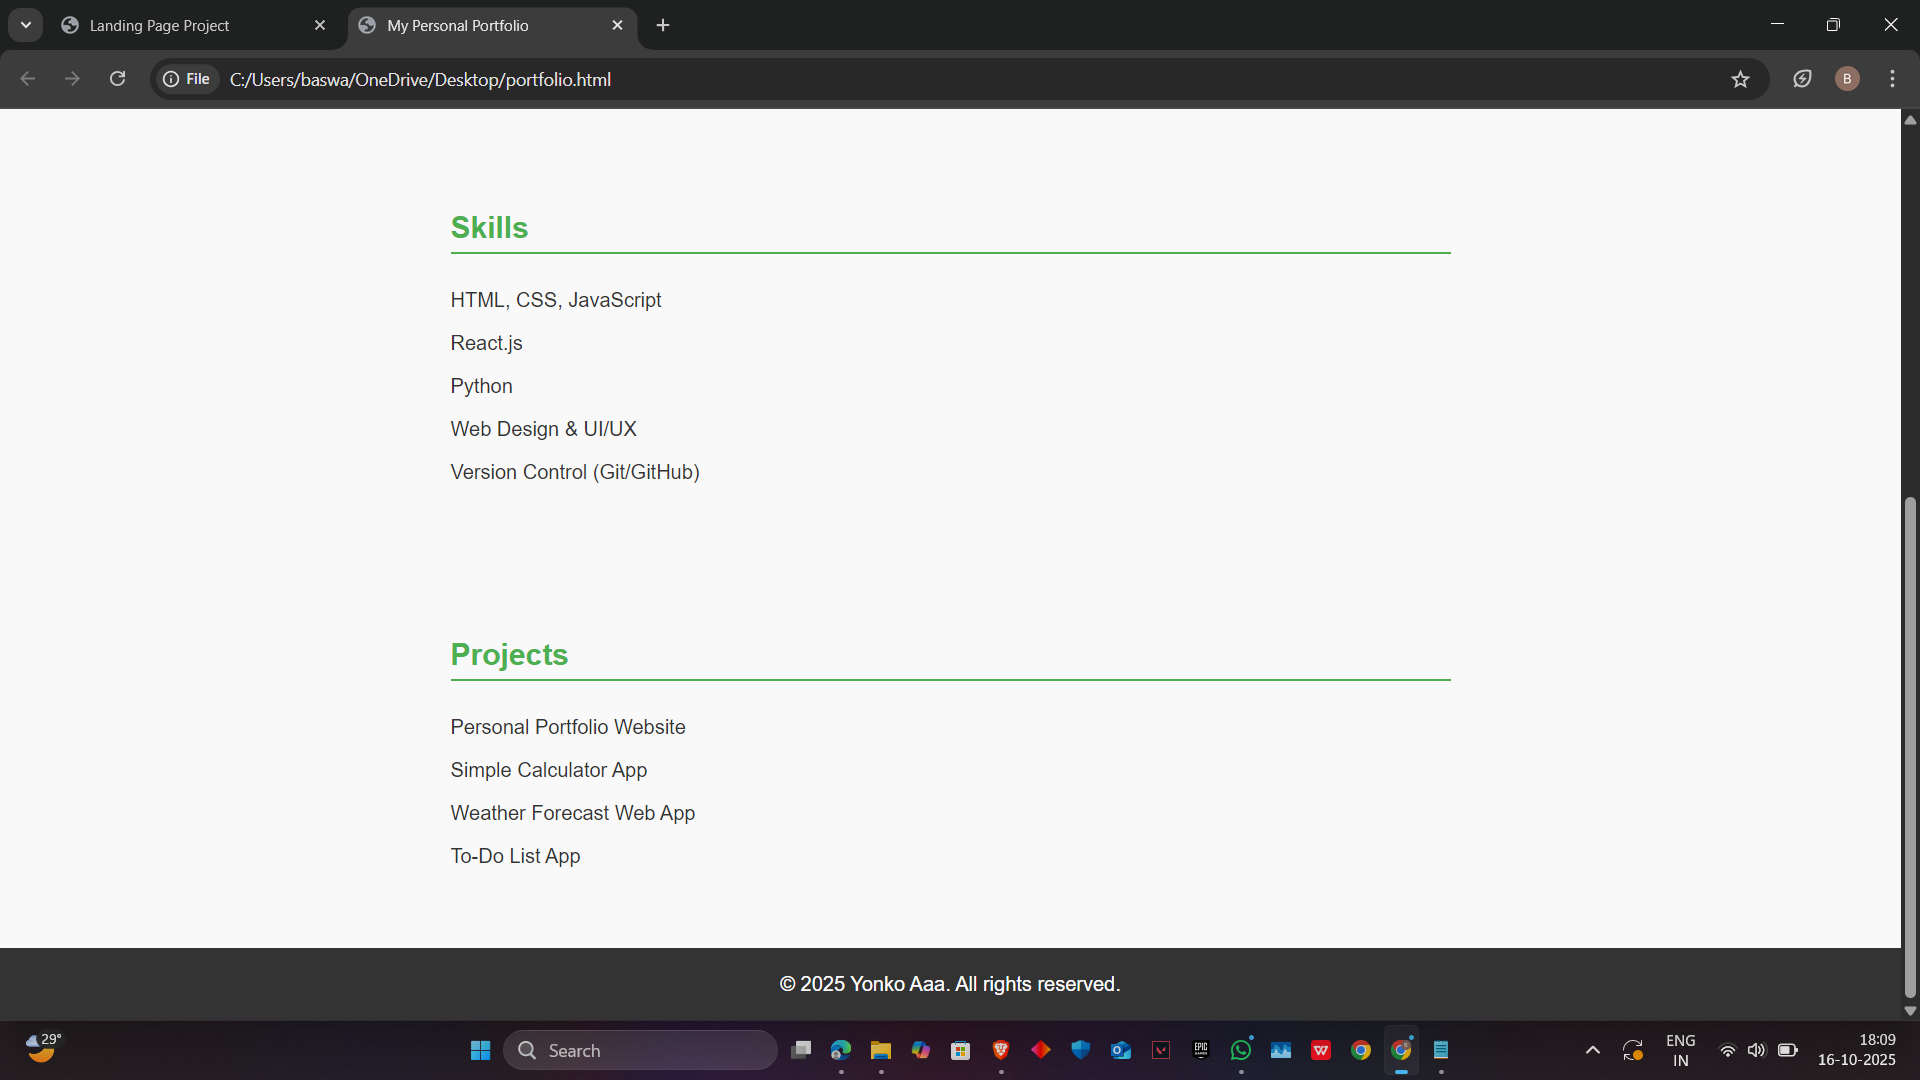 Landing Page Project
My Personal Portfolio
File
C:/Users/baswa/OneDrive/Desktop/portfolio.html
B
Skills
HTML, CSS, JavaScript
React.js
Python
Web Design & UI/UX
Version Control (Git/GitHub)
Projects
Personal Portfolio Website
Simple Calculator App
Weather Forecast Web App
To-Do List App
© 2025 Yonko Aaa. All rights reserved.
29°
Search
EPIC
GAMES
W
ENG
IN
18:09
16-10-2025